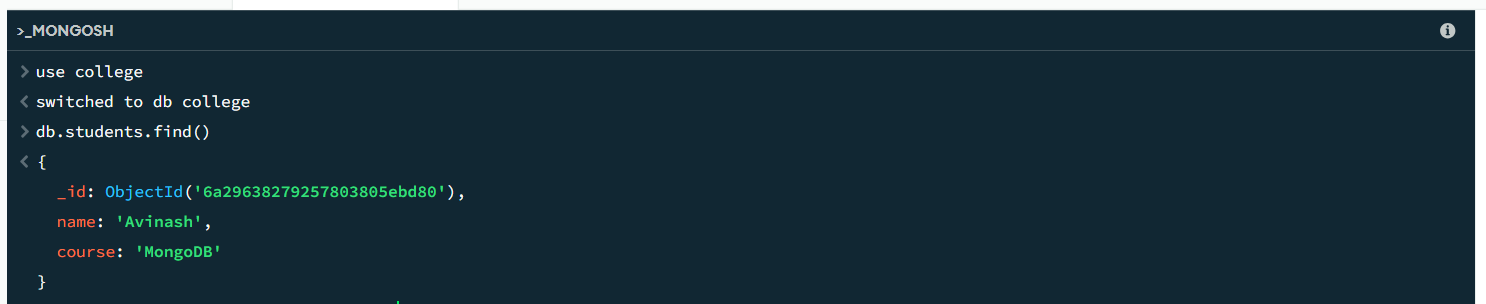 >_MONGOSH
> use college
< switched to db college
> db.students.find()
< {
_id: ObjectId('6a29638279257803805ebd80'),
name: 'Avinash',
course: 'MongoDB'
}